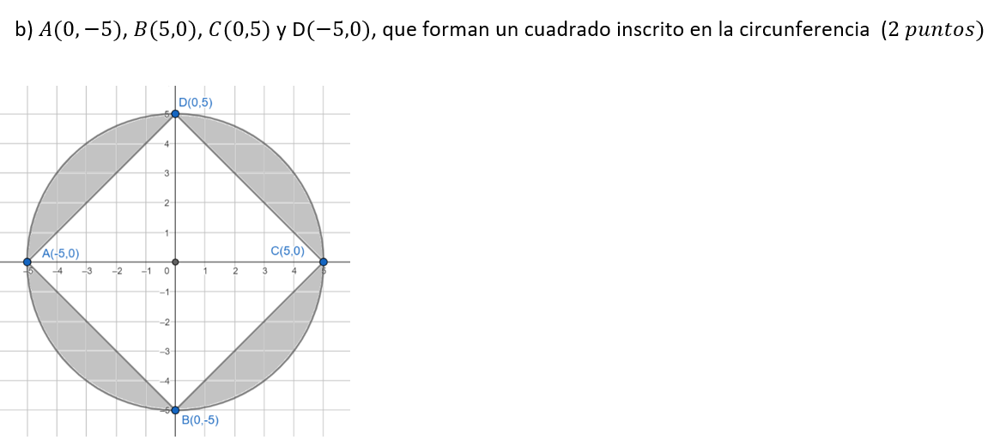 b) A(0,−5), B(5,0), C(0,5) y D(−5,0), que forman un cuadrado inscrito en la circunferencia (2 puntos)
D(0,5)
5
4
3
2
1
A(-5,0)
C(5,0)
−5 −4 −3 −2 −1 0 1 2 3 4 5
−1
−2
−3
−4
−5
B(0,-5)